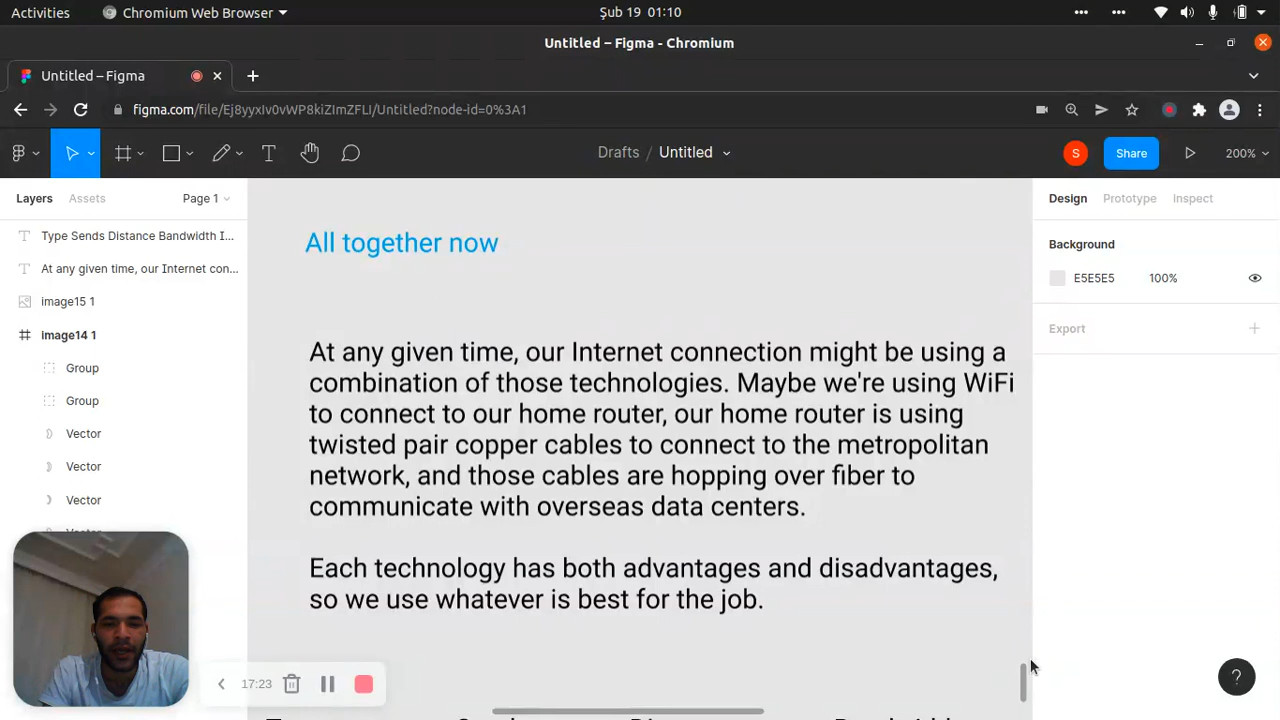 Activities
Chromium Web Browser
Şub 19 01:10
Untitled – Figma - Chromium
Untitled – Figma
figma.com/file/Ej8yyxIv0vWP8kiZImZFLI/Untitled?node-id=0%3A1
Drafts / Untitled
S
Share
200%
Layers
Assets
Page 1
Design
Prototype
Inspect
Type Sends Distance Bandwidth I...
At any given time, our Internet con...
image15 1
image14 1
Group
Group
Vector
Vector
Vector
Background
E5E5E5
100%
Export
All together now
At any given time, our Internet connection might be using a
combination of those technologies. Maybe we're using WiFi
to connect to our home router, our home router is using
twisted pair copper cables to connect to the metropolitan
network, and those cables are hopping over fiber to
communicate with overseas data centers.
Each technology has both advantages and disadvantages,
so we use whatever is best for the job.
17:23
?